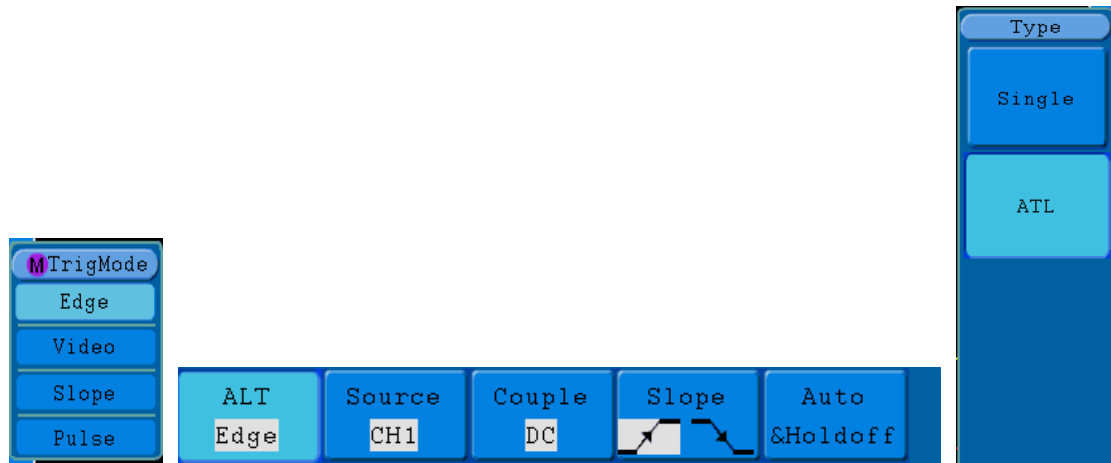 M TrigMode
Edge
Video
Slope
Pulse
ALT
Edge
Source
CH1
Couple
DC
Slope
Auto
&Holdoff
Type
Single
ATL